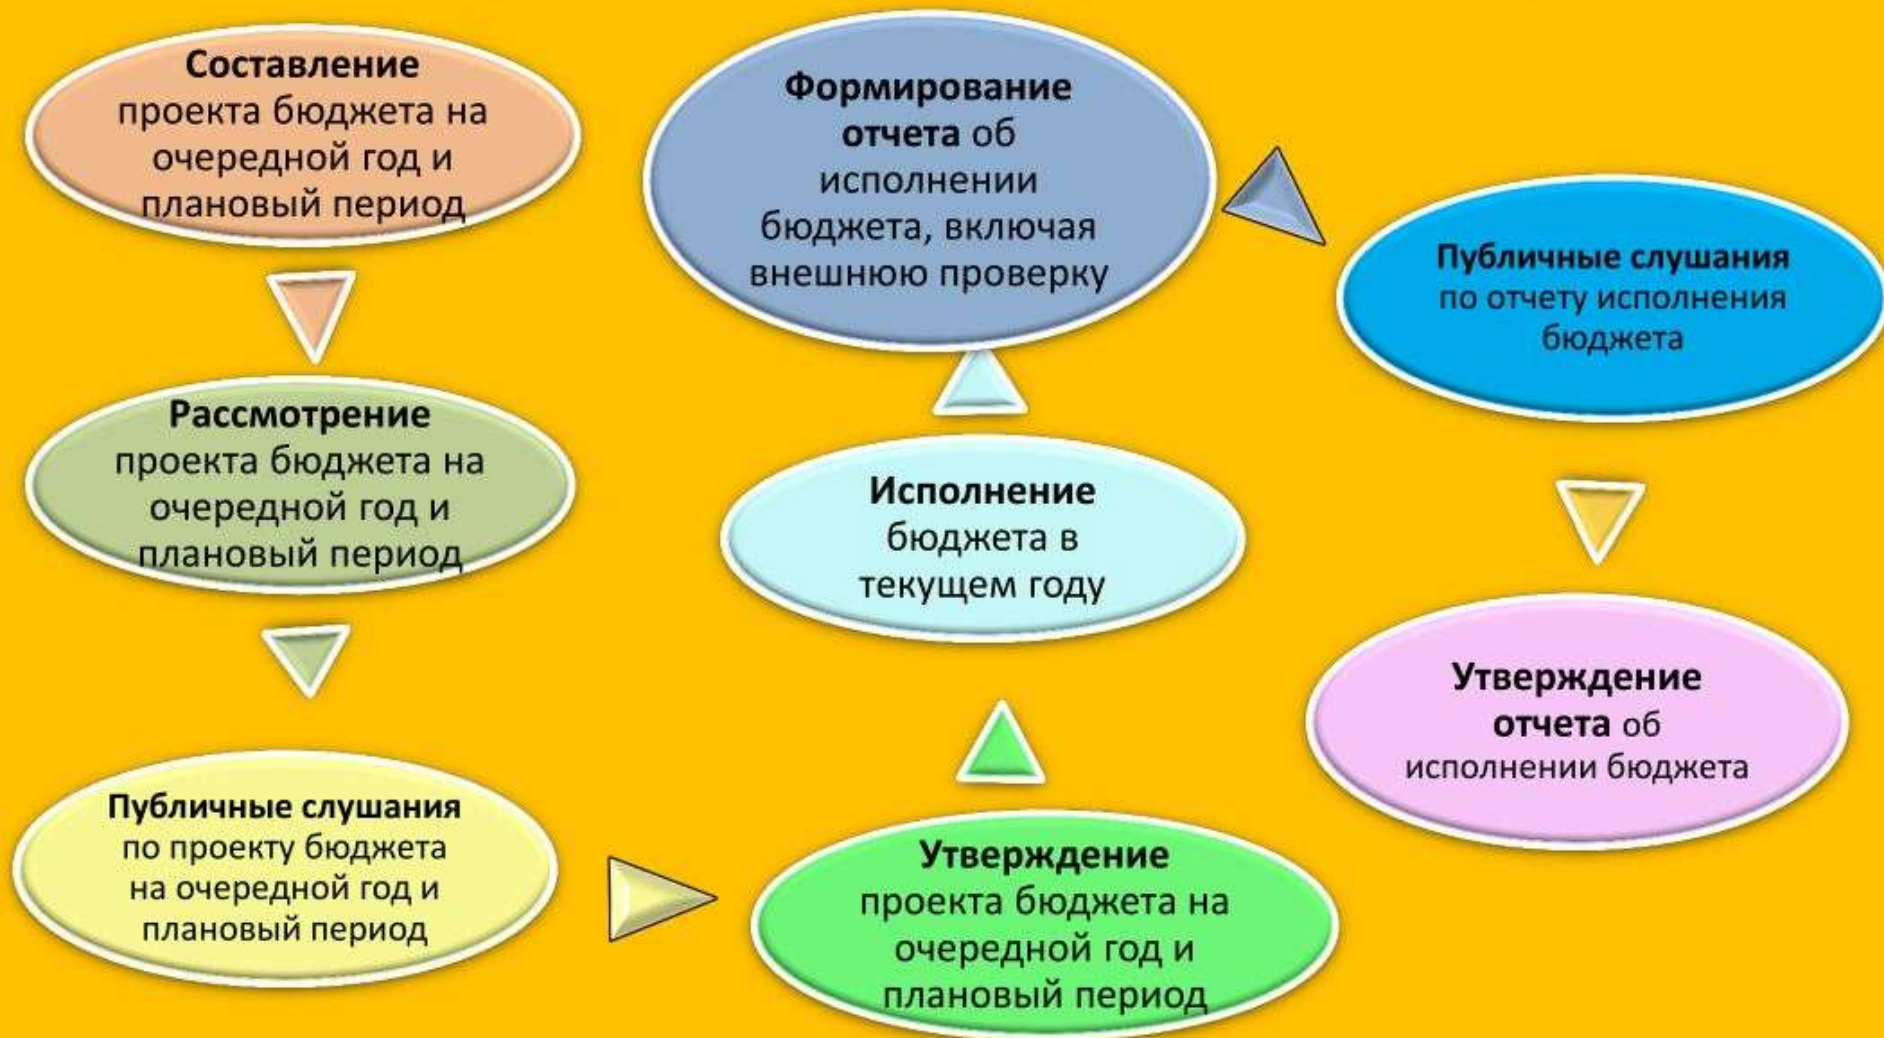 Составление
проекта бюджета на
очередной год и
плановый период
Рассмотрение
проекта бюджета на
очередной год и
плановый период
Публичные слушания
по проекту бюджета
на очередной год и
плановый период
Утверждение
проекта бюджета на
очередной год и
плановый период
Исполнение
бюджета в
текущем году
Формирование
отчета об
исполнении
бюджета, включая
внешнюю проверку
Публичные слушания
по отчету исполнения
бюджета
Утверждение
отчета об
исполнении бюджета